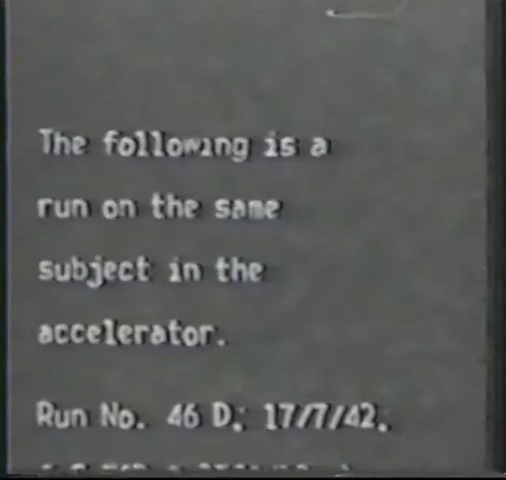 The following is a
run on the same
subject in the
accelerator.
Run No. 46 D; 17/7/42.